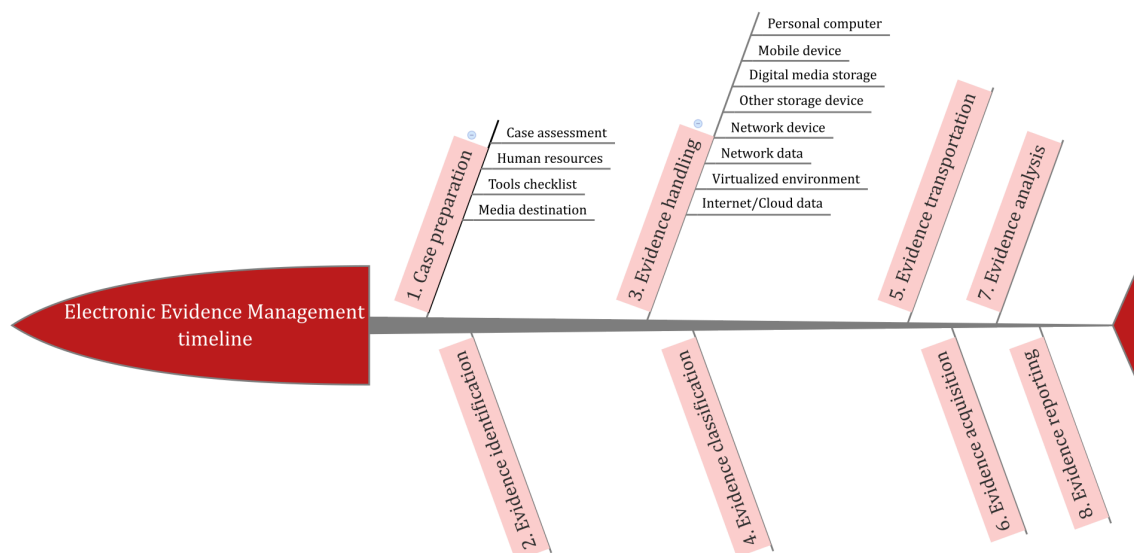 Electronic Evidence Management
timeline
1. Case preparation
Case assessment
Human resources
Tools checklist
Media destination
2. Evidence identification
3. Evidence handling
Personal computer
Mobile device
Digital media storage
Other storage device
Network device
Network data
Virtualized environment
Internet/Cloud data
4. Evidence classification
5. Evidence transportation
6. Evidence acquisition
7. Evidence analysis
8. Evidence reporting